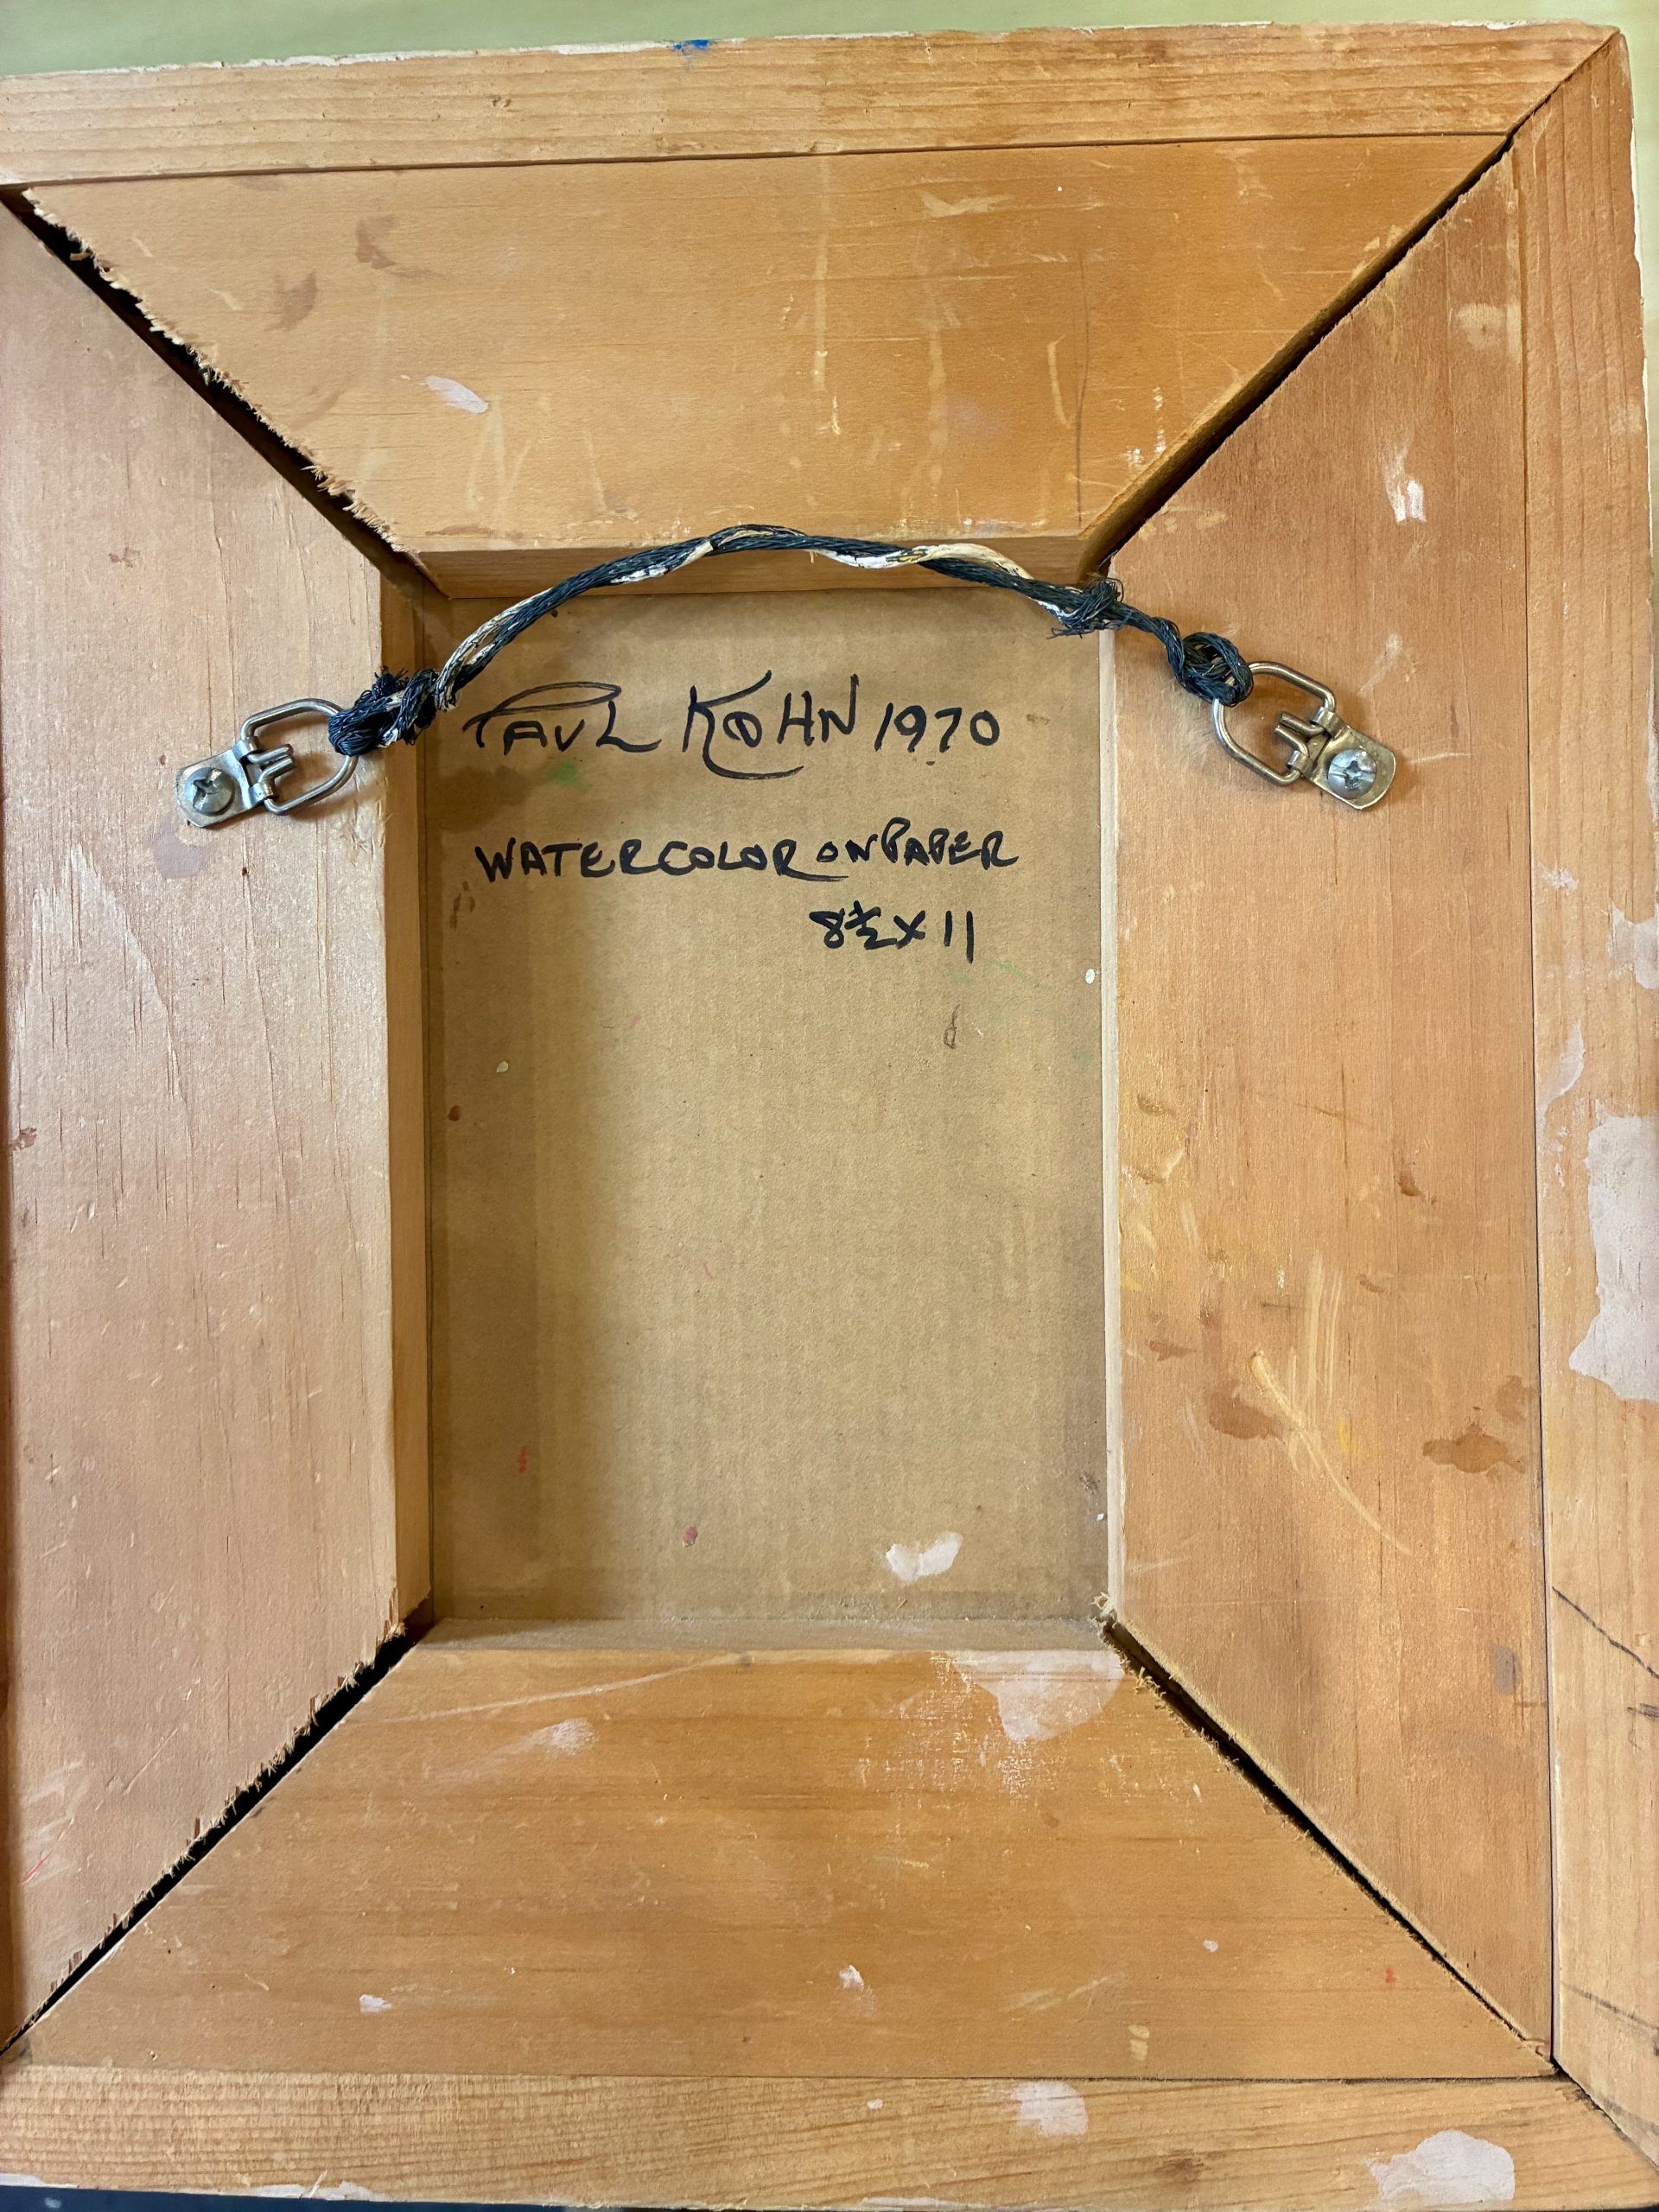 PAUL KOHN 1970
WATERCOLOR ON PAPER
8½ X 11